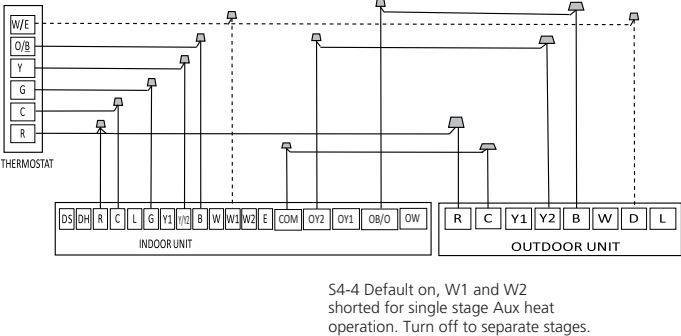 W/E
O/B
Y
G
C
R
THERMOSTAT
DS DH R C L G Y1 Y/Y2 B W W1 W2 E COM OY2 OY1 OB/O OW
INDOOR UNIT
R C Y1 Y2 B W D L
OUTDOOR UNIT
S4-4 Default on, W1 and W2
shorted for single stage Aux heat
operation. Turn off to separate stages.